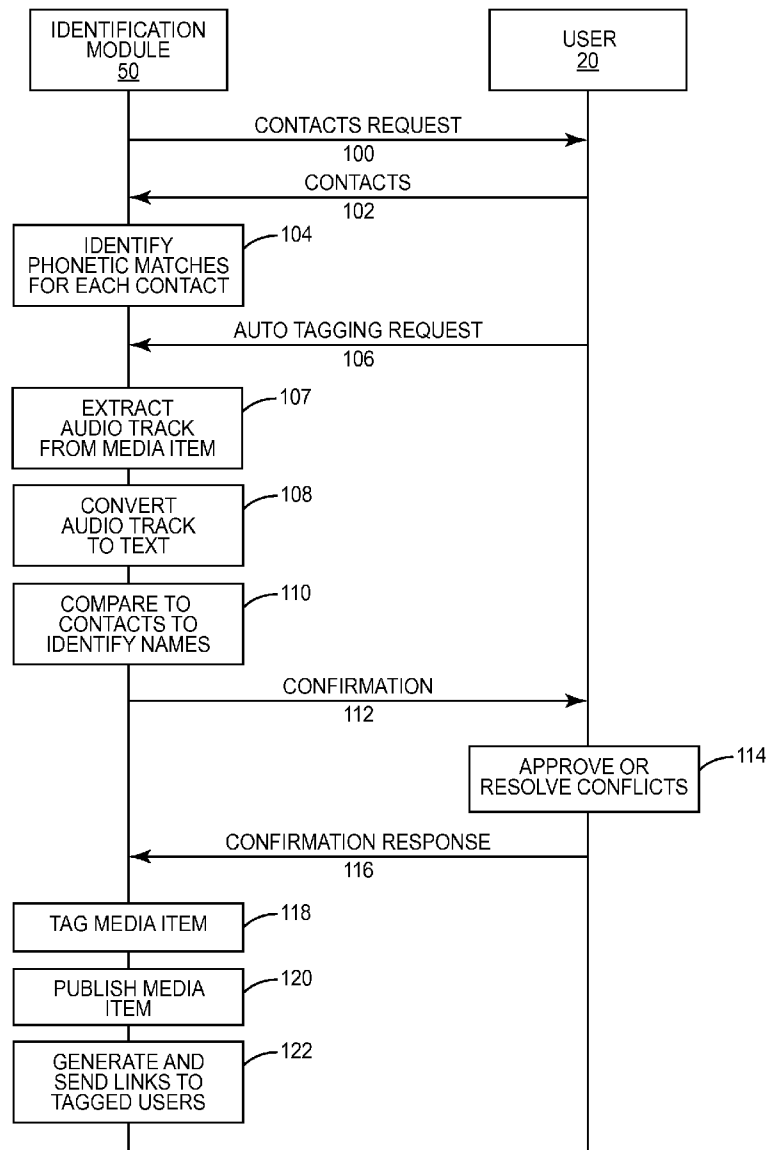 IDENTIFICATION
MODULE
50
USER
20
CONTACTS REQUEST
100
CONTACTS
102
IDENTIFY
PHONETIC MATCHES
FOR EACH CONTACT
104
AUTO TAGGING REQUEST
106
EXTRACT
AUDIO TRACK
FROM MEDIA ITEM
107
CONVERT
AUDIO TRACK
TO TEXT
108
COMPARE TO
CONTACTS TO
IDENTIFY NAMES
110
CONFIRMATION
112
APPROVE OR
RESOLVE CONFLICTS
114
CONFIRMATION RESPONSE
116
TAG MEDIA ITEM
118
PUBLISH MEDIA
ITEM
120
GENERATE AND
SEND LINKS TO
TAGGED USERS
122